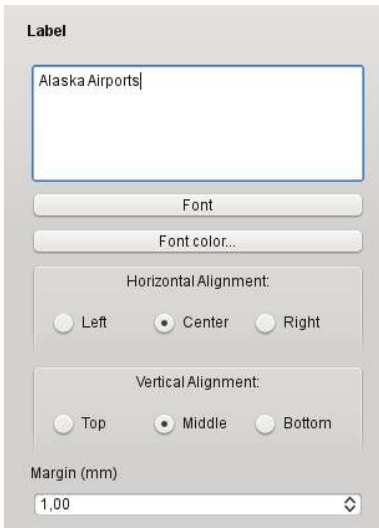 Label
Alaska Airports
Font
Font color...
Horizontal Alignment:
Left Center Right
Vertical Alignment:
Top Middle Bottom
Margin (mm)
1,00